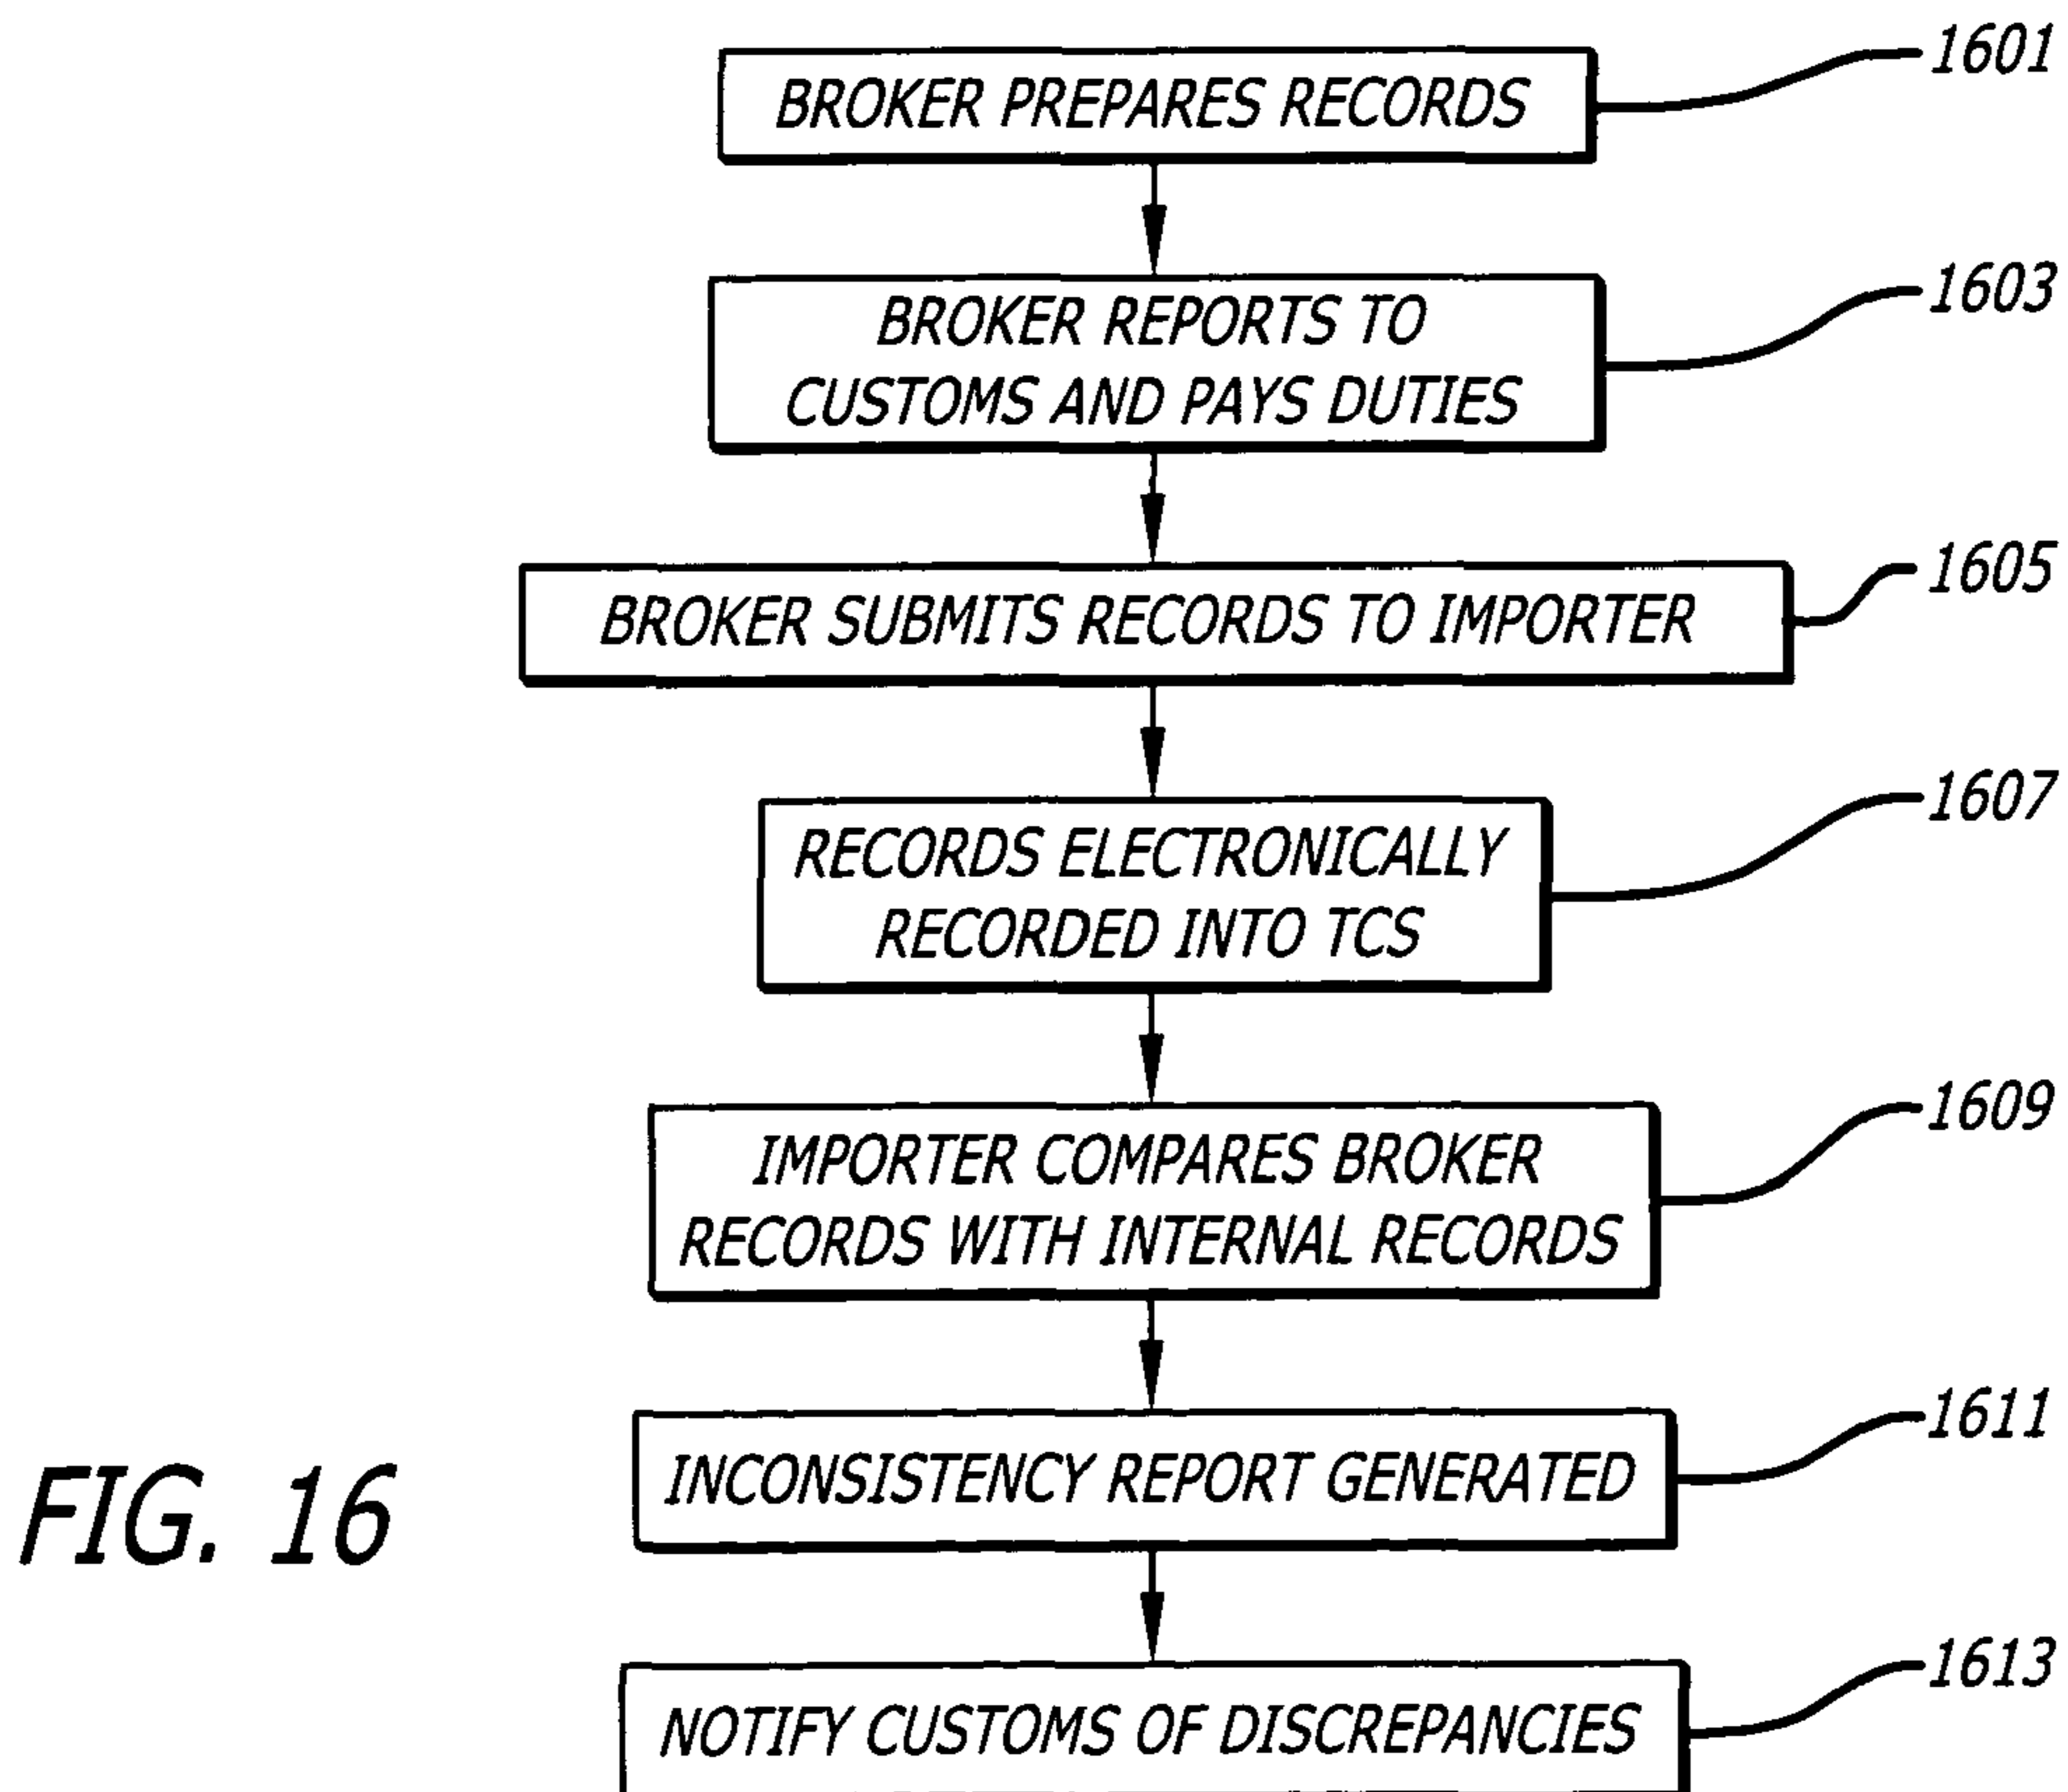 BROKER PREPARES RECORDS
1601
BROKER REPORTS TO
CUSTOMS AND PAYS DUTIES
1603
BROKER SUBMITS RECORDS TO IMPORTER
1605
RECORDS ELECTRONICALLY
RECORDED INTO TCS
1607
IMPORTER COMPARES BROKER
RECORDS WITH INTERNAL RECORDS
1609
INCONSISTENCY REPORT GENERATED
1611
FIG. 16
NOTIFY CUSTOMS OF DISCREPANCIES
1613